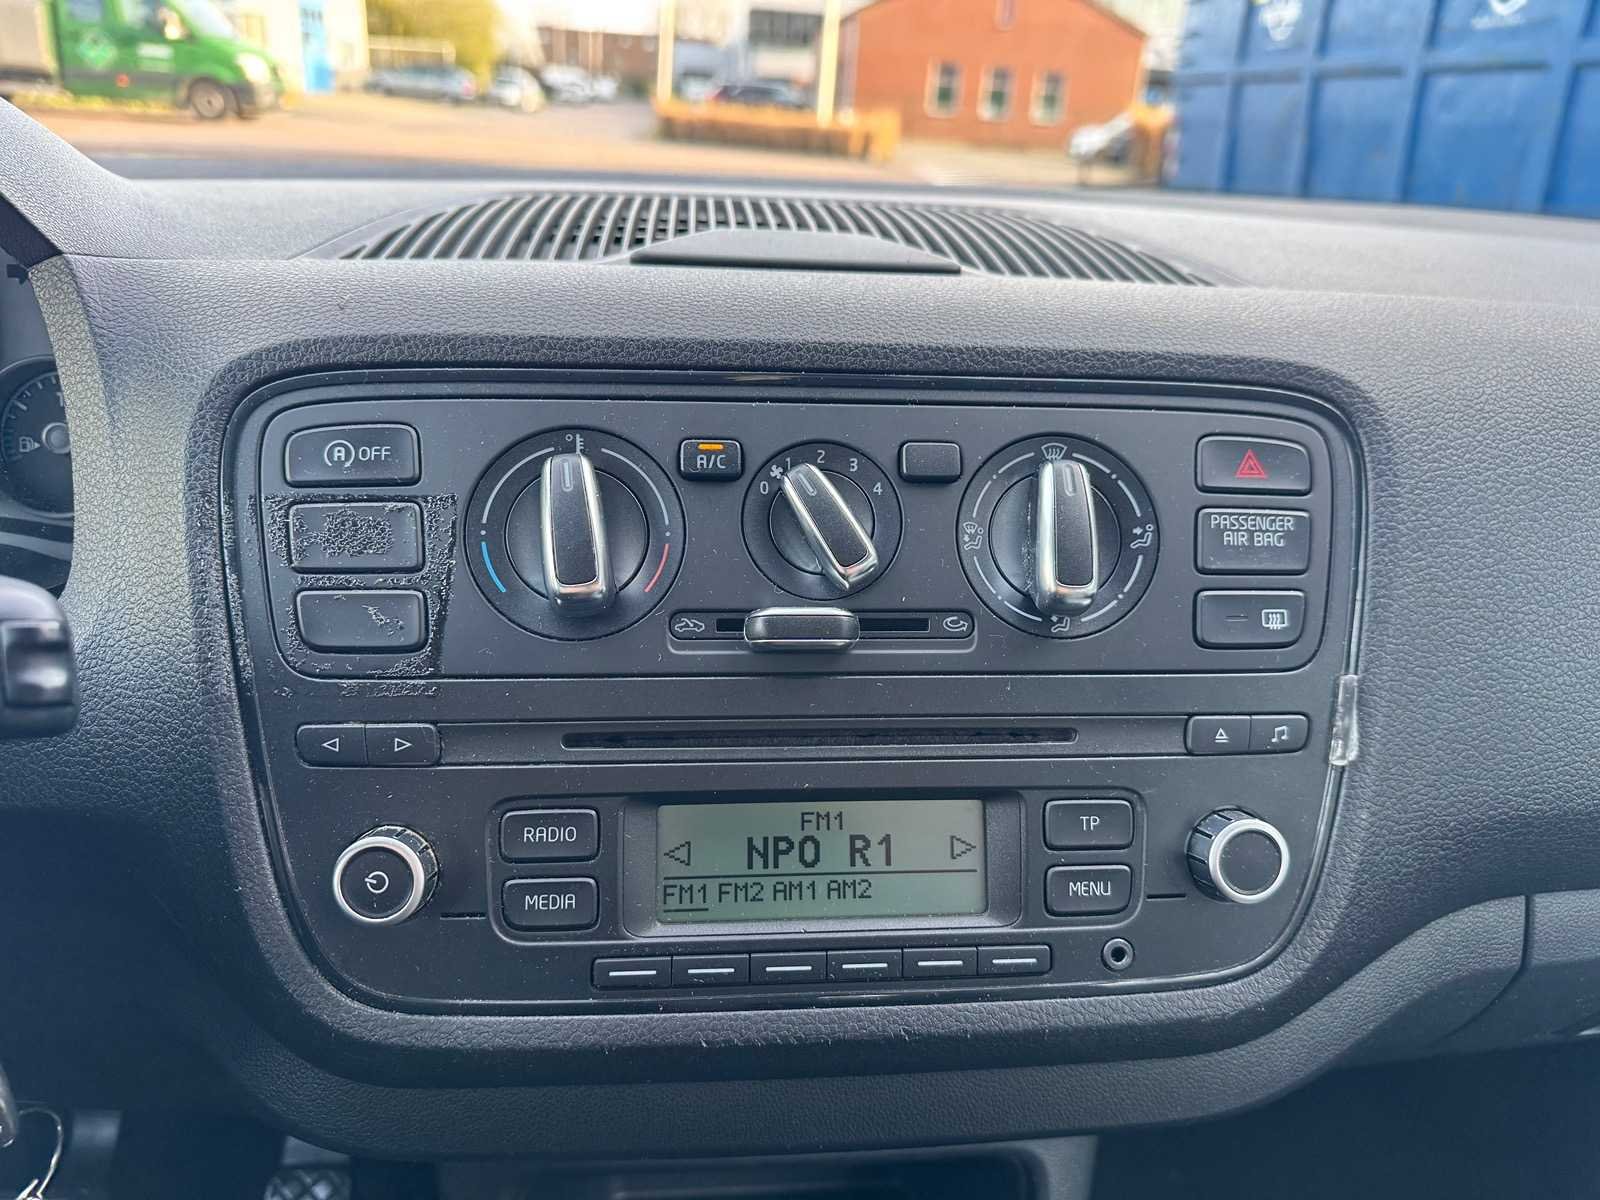 A OFF
A/C
0 1 2 3 4
PASSENGER
AIR BAG
RADIO
MEDIA
FM1
NPO R1
FM1 FM2 AM1 AM2
TP
MENU